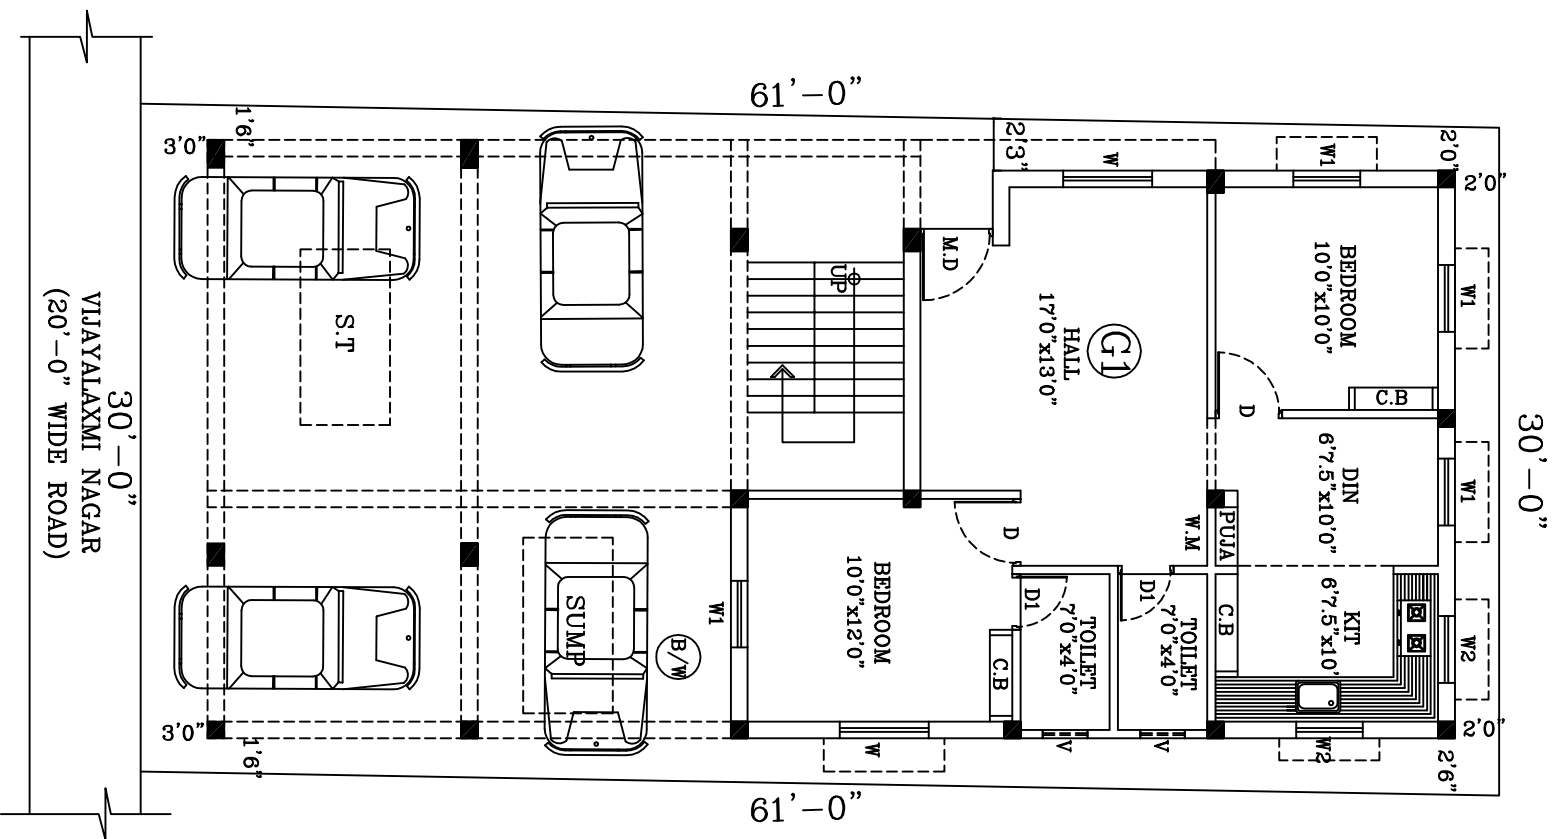 61'-0"
1'6"
3'0"
2'3"
W
W1
2'0"
2'0"
M.D
UP
S.T
G1
HALL
17'0"x13'0"
BEDROOM
10'0"x10'0"
W1
C.B
D
VIJAYALAXMI NAGAR
(20'-0" WIDE ROAD)
30'-0"
30'-0"
DIN
6'7.5"x10'0"
W1
PUJA
W.M
D
BEDROOM
10'0"x12'0"
W1
SUMP
B/W
D1
TOILET
7'0"x4'0"
D1
TOILET
7'0"x4'0"
C.B
C.B
KIT
6'7.5"x10'
W2
W2
W
V
V
3'0"
1'6"
2'0"
2'6"
61'-0"